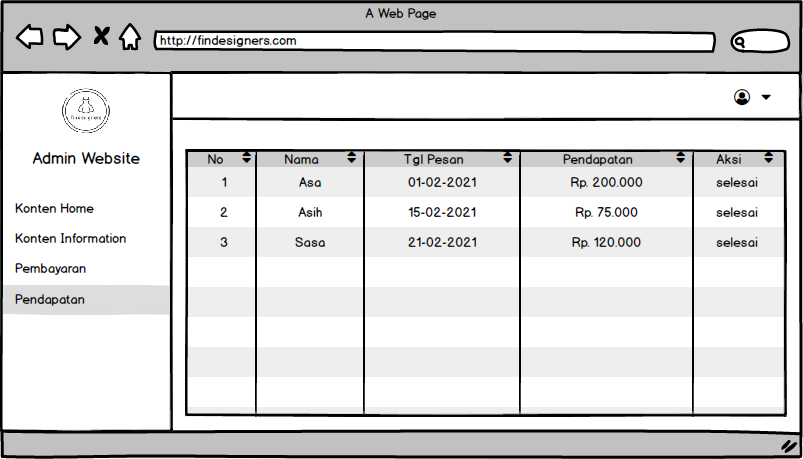 A Web Page
http://findesigners.com
findesigners
Admin Website
Konten Home
Konten Information
Pembayaran
Pendapatan
No Nama Tgl Pesan Pendapatan Aksi
1 Asa 01-02-2021 Rp. 200.000 selesai
2 Asih 15-02-2021 Rp. 75.000 selesai
3 Sasa 21-02-2021 Rp. 120.000 selesai